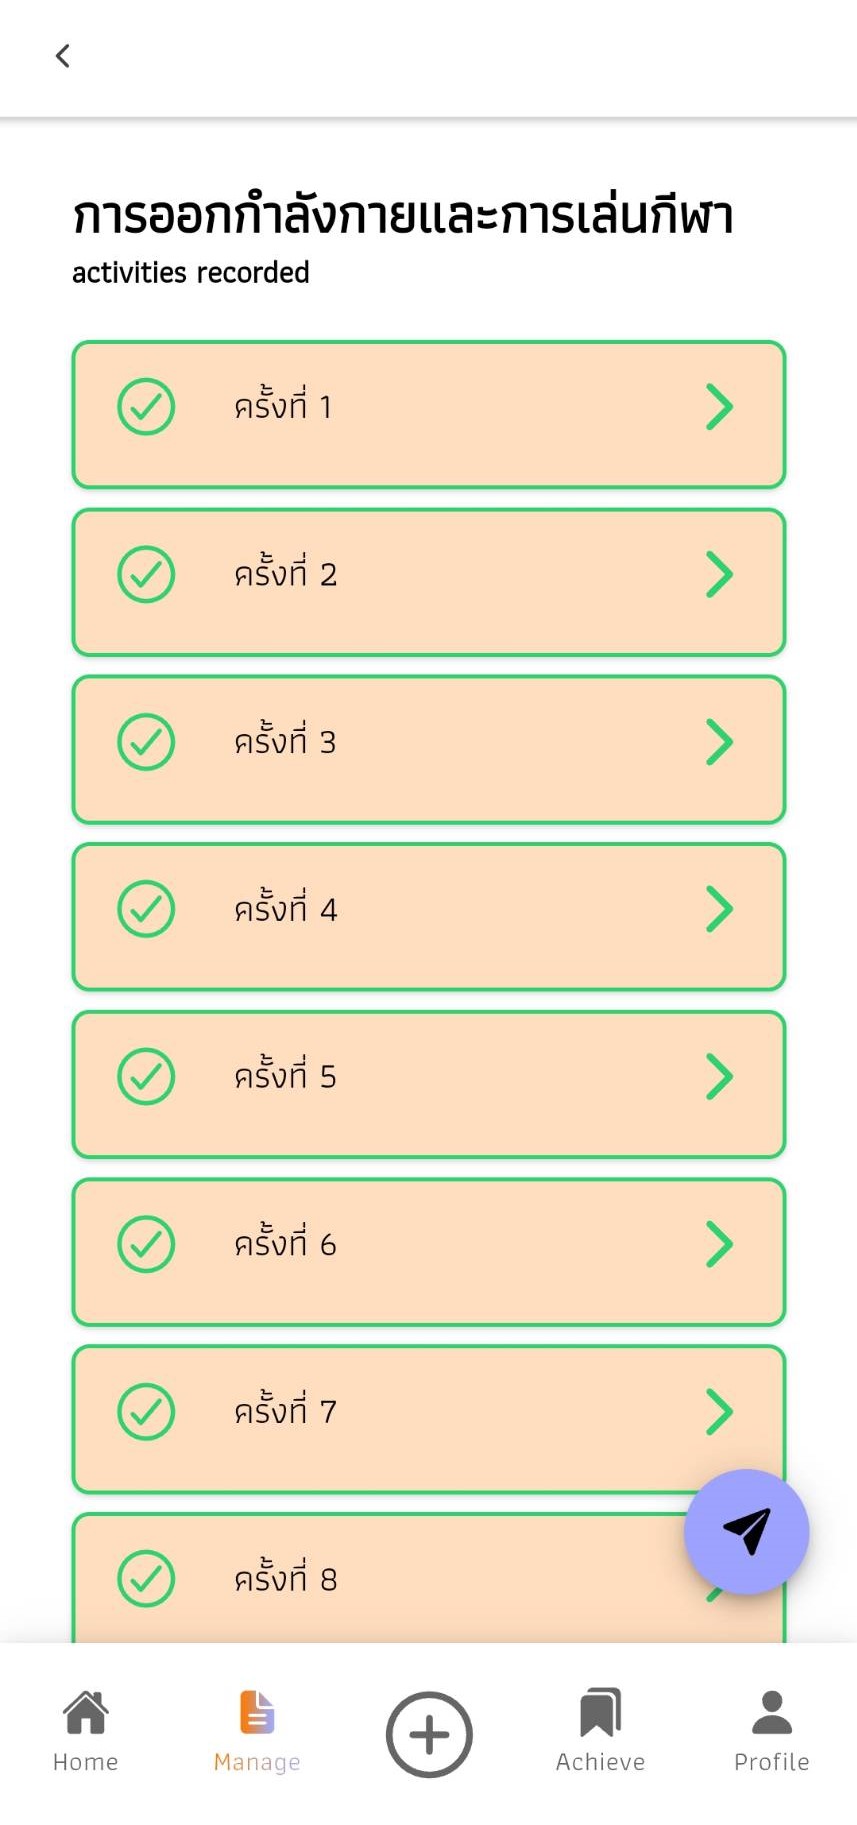 การออกกำลังกายและการเล่นกีฬา
activities recorded
ครั้งที่ 1
ครั้งที่ 2
ครั้งที่ 3
ครั้งที่ 4
ครั้งที่ 5
ครั้งที่ 6
ครั้งที่ 7
ครั้งที่ 8
Home
Manage
Achieve
Profile